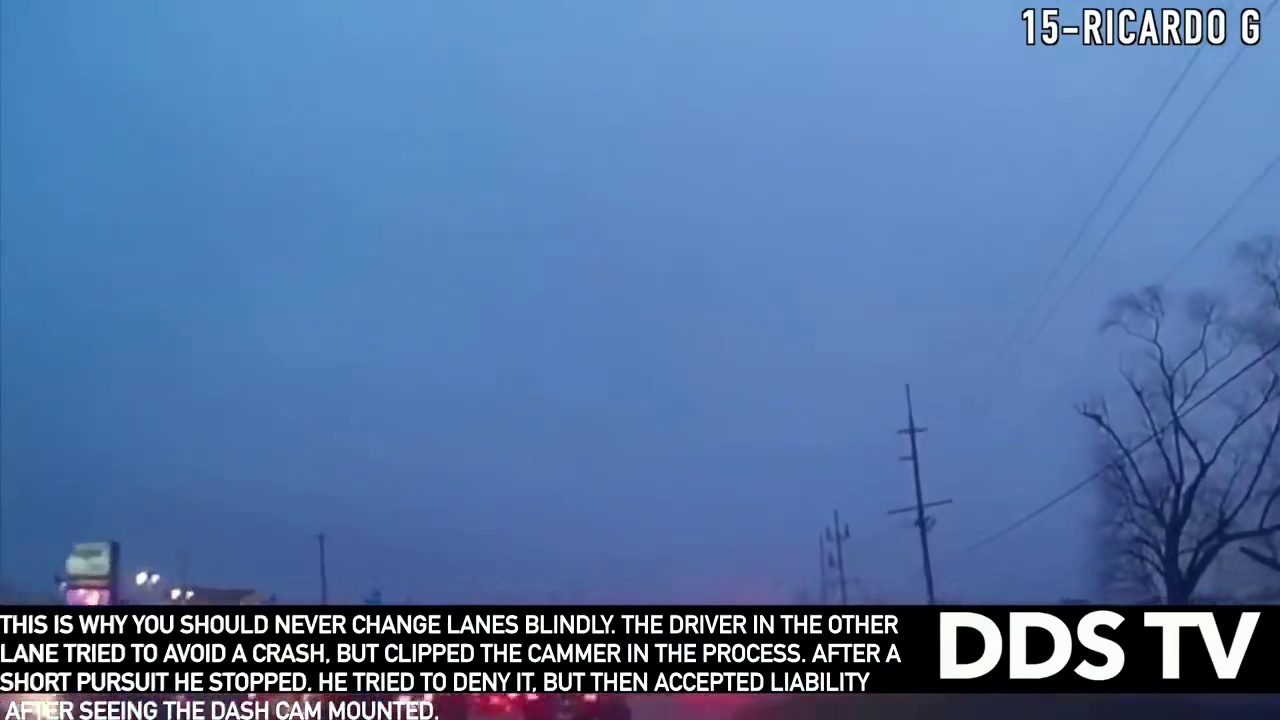 15-RICARDO G
THIS IS WHY YOU SHOULD NEVER CHANGE LANES BLINDLY. THE DRIVER IN THE OTHER
LANE TRIED TO AVOID A CRASH, BUT CLIPPED THE CAMMER IN THE PROCESS. AFTER A
SHORT PURSUIT HE STOPPED. HE TRIED TO DENY IT, BUT THEN ACCEPTED LIABILITY
AFTER SEEING THE DASH CAM MOUNTED.
DDS TV